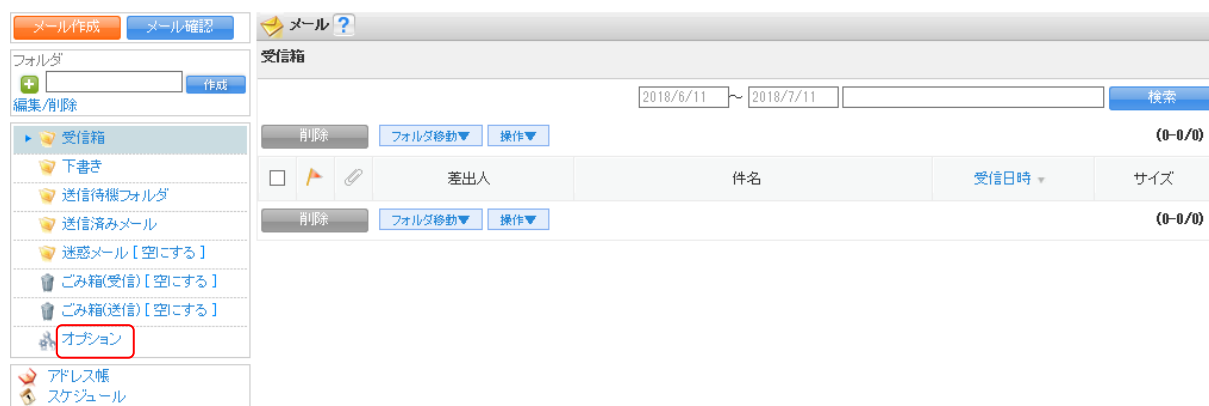 メール作成 メール確認
フォルダ
作成
編集/削除
受信箱
下書き
送信待機フォルダ
送信済みメール
迷惑メール [ 空にする ]
ごみ箱(受信) [ 空にする ]
ごみ箱(送信) [ 空にする ]
オプション
アドレス帳
スケジュール
メール ?
受信箱
2018/6/11 ～ 2018/7/11 検索
削除 フォルダ移動▼ 操作▼ (0-0/0)
差出人 件名 受信日時 ▼ サイズ
削除 フォルダ移動▼ 操作▼ (0-0/0)